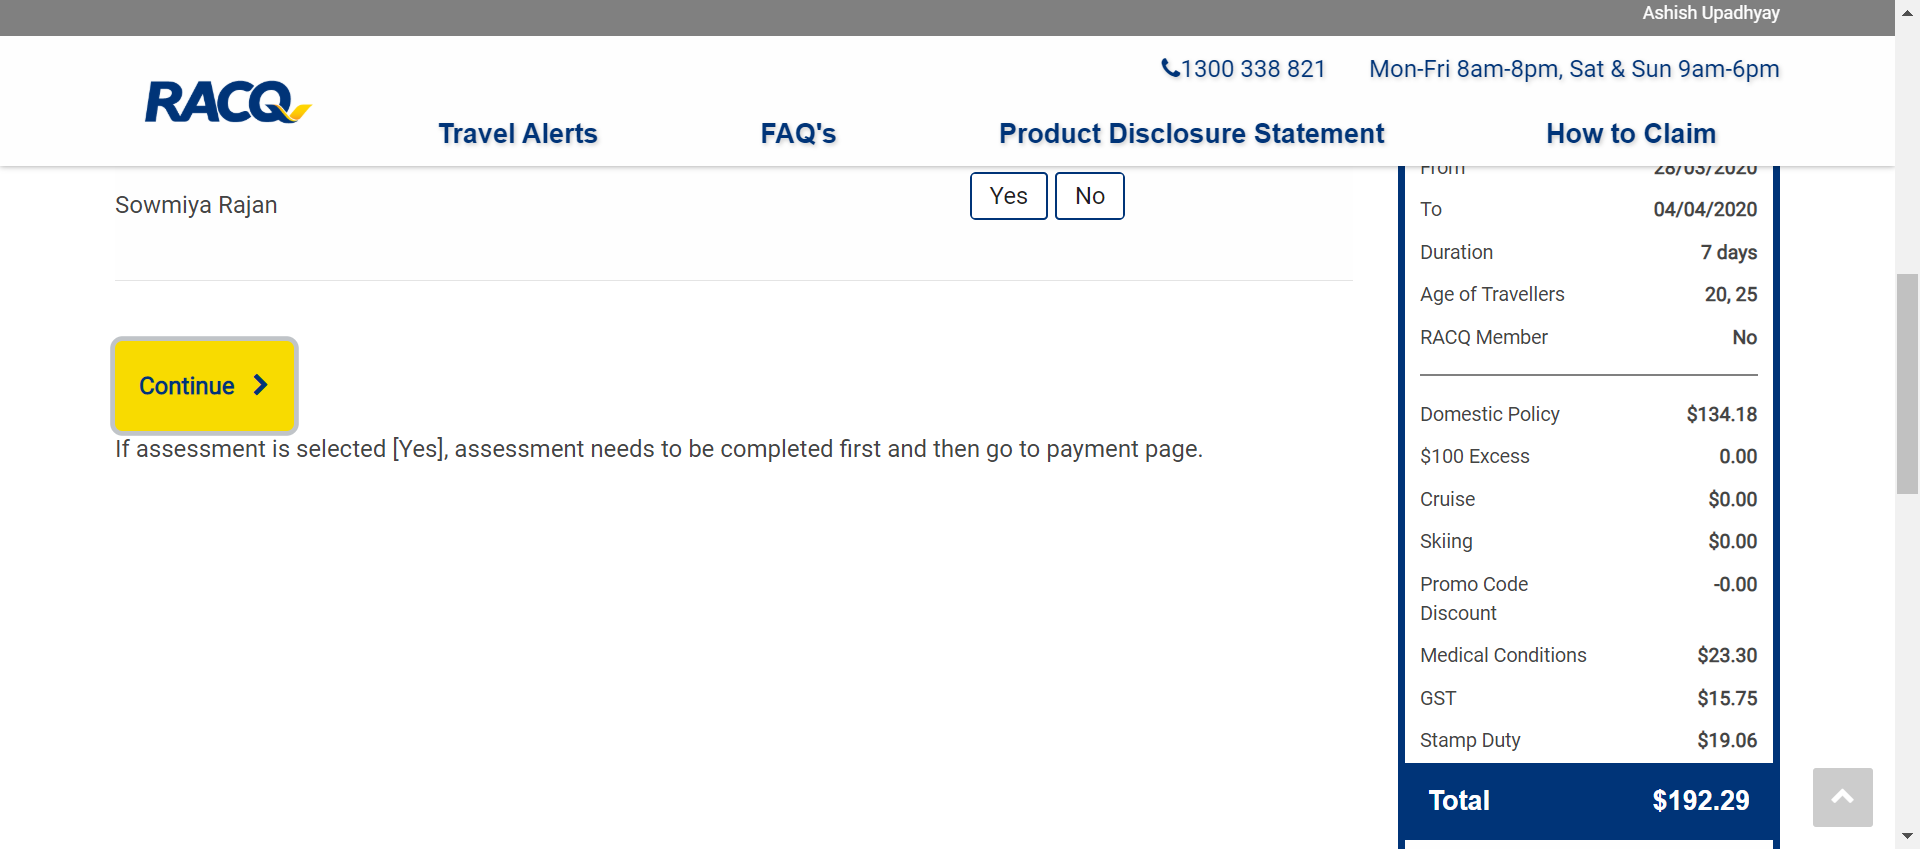 Ashish Upadhyay
1300 338 821 Mon-Fri 8am-8pm, Sat & Sun 9am-6pm
RACQ
Travel Alerts FAQ's Product Disclosure Statement How to Claim
Sowmiya Rajan Yes No
Continue
If assessment is selected [Yes], assessment needs to be completed first and then go to payment page.
From 28/03/2020
To 04/04/2020
Duration 7 days
Age of Travellers 20, 25
RACQ Member No
Domestic Policy $134.18
$100 Excess 0.00
Cruise $0.00
Skiing $0.00
Promo Code -0.00
Discount
Medical Conditions $23.30
GST $15.75
Stamp Duty $19.06
Total $192.29